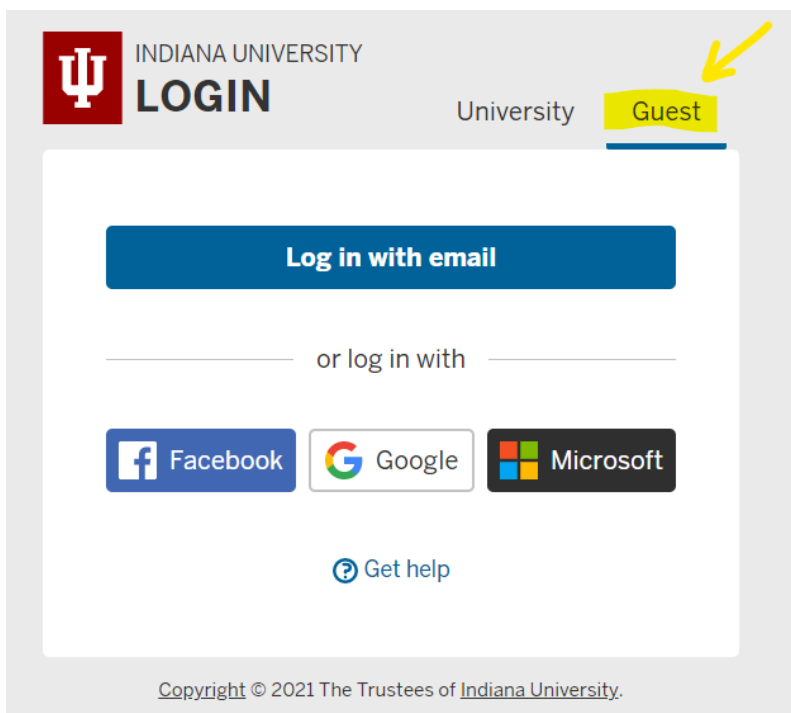 INDIANA UNIVERSITY
LOGIN
University Guest
Log in with email
or log in with
Facebook Google Microsoft
Get help
Copyright © 2021 The Trustees of Indiana University.